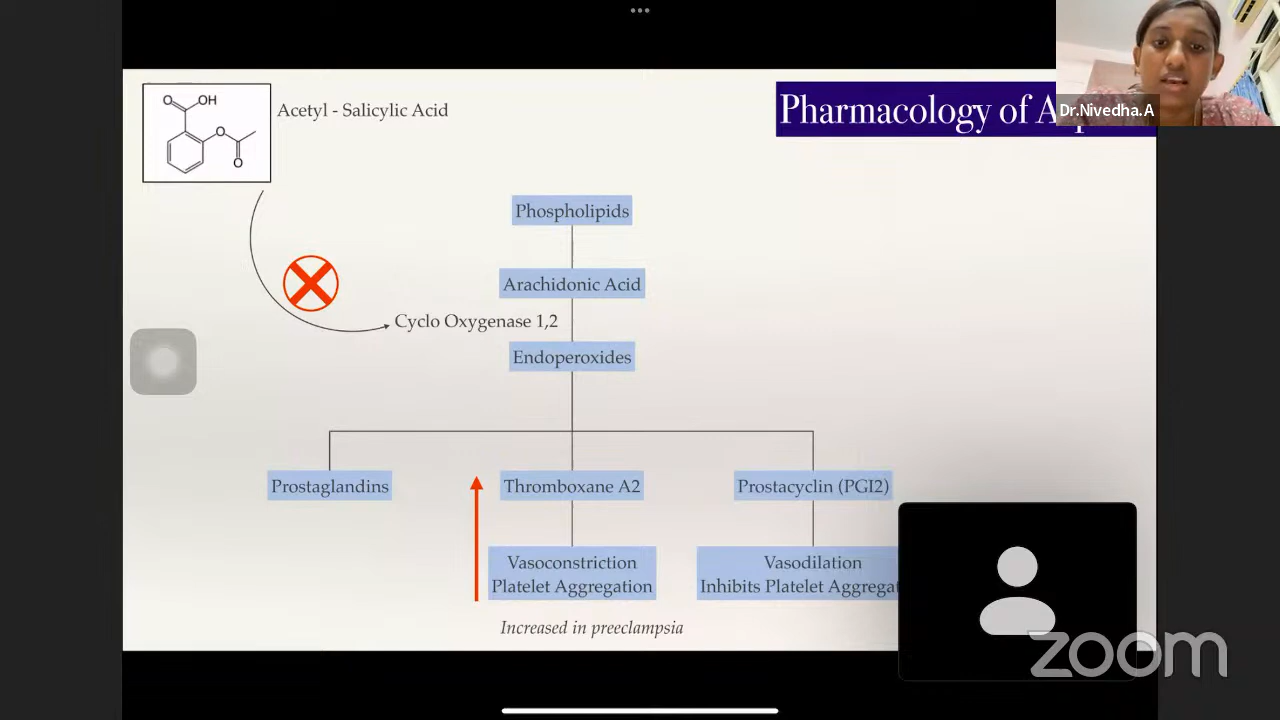 OH
O
O
O
Acetyl - Salicylic Acid
Pharmacology of
Dr.Nivedha.A
Phospholipids
Arachidonic Acid
Cyclo Oxygenase 1,2
Endoperoxides
Prostaglandins
Thromboxane A2
Prostacyclin (PGI2)
Vasoconstriction
Platelet Aggregation
Vasodilation
Inhibits Platelet
Increased in preeclampsia
zoom